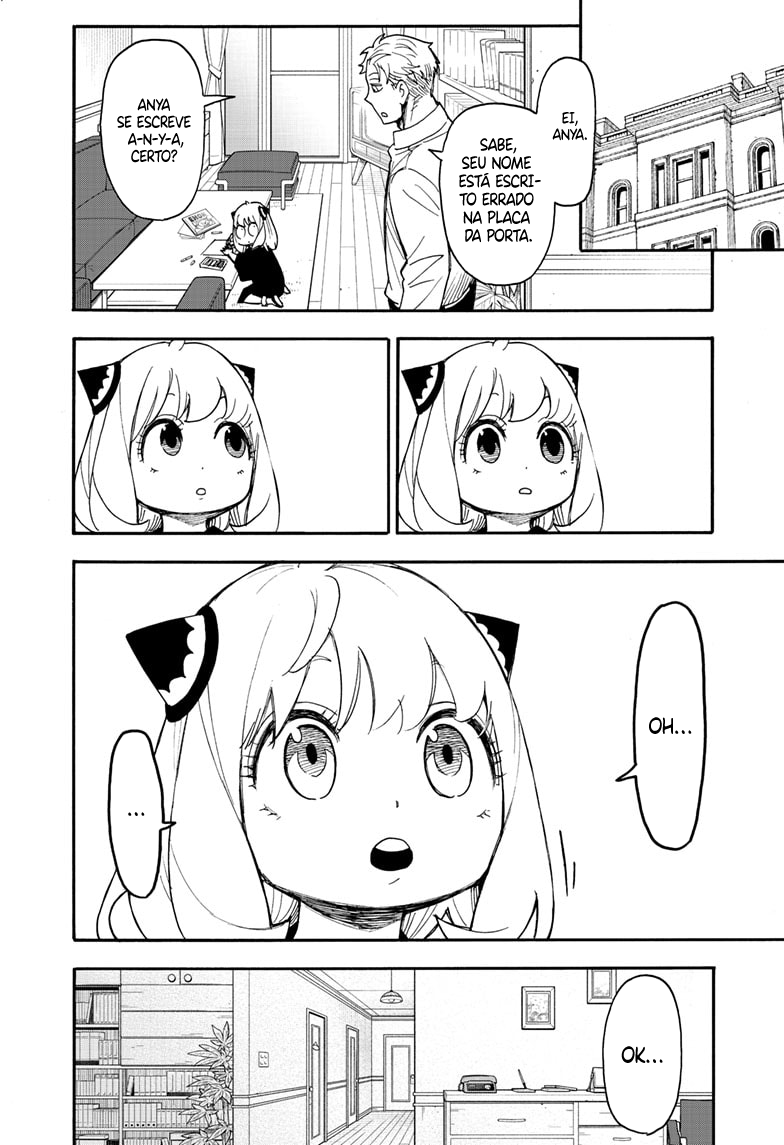 EI,
ANYA.
SABE,
SEU NOME
ESTÁ ESCRI-
TO ERRADO
NA PLACA
DA PORTA.
ANYA
SE ESCREVE
A-N-Y-A,
CERTO?
OH...
...
OK...